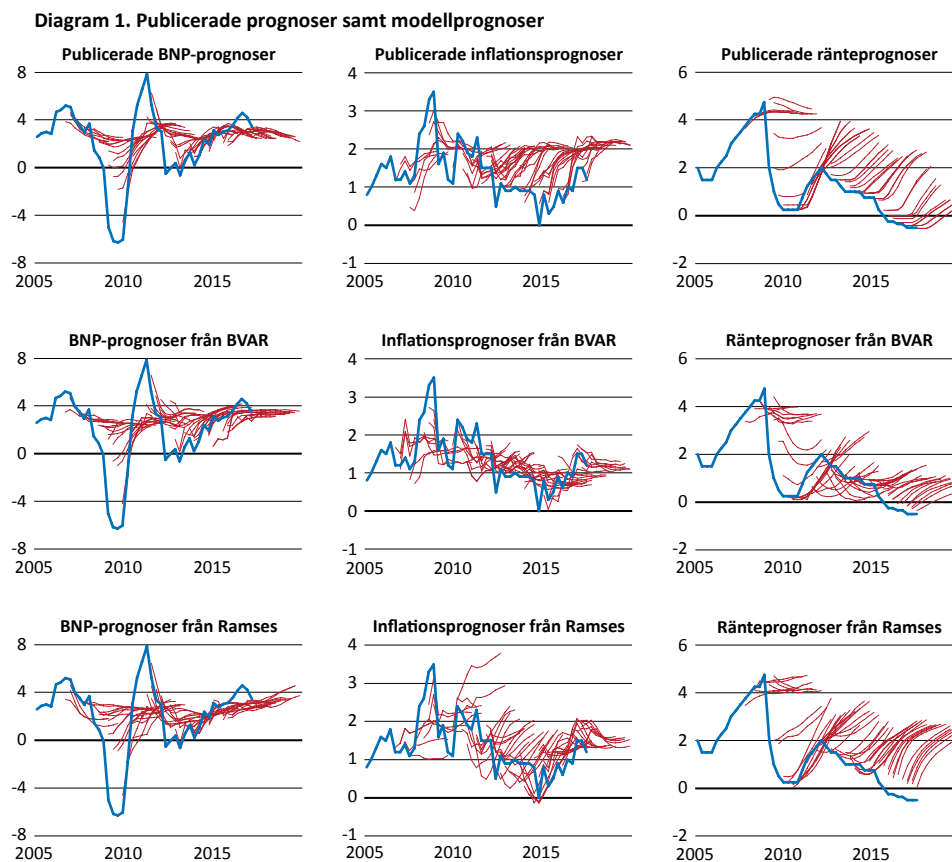 Diagram 1. Publicerade prognoser samt modellprognoser
Publicerade BNP-prognoser
8
4
0
-4
-8
2005 2010 2015
Publicerade inflationsprognoser
4
3
2
1
0
-1
2005 2010 2015
Publicerade ränteprognoser
6
4
2
0
-2
2005 2010 2015
BNP-prognoser från BVAR
8
4
0
-4
-8
2005 2010 2015
Inflationsprognoser från BVAR
4
3
2
1
0
-1
2005 2010 2015
Ränteprognoser från BVAR
6
4
2
0
-2
2005 2010 2015
BNP-prognoser från Ramses
8
4
0
-4
-8
2005 2010 2015
Inflationsprognoser från Ramses
4
3
2
1
0
-1
2005 2010 2015
Ränteprognoser från Ramses
6
4
2
0
-2
2005 2010 2015